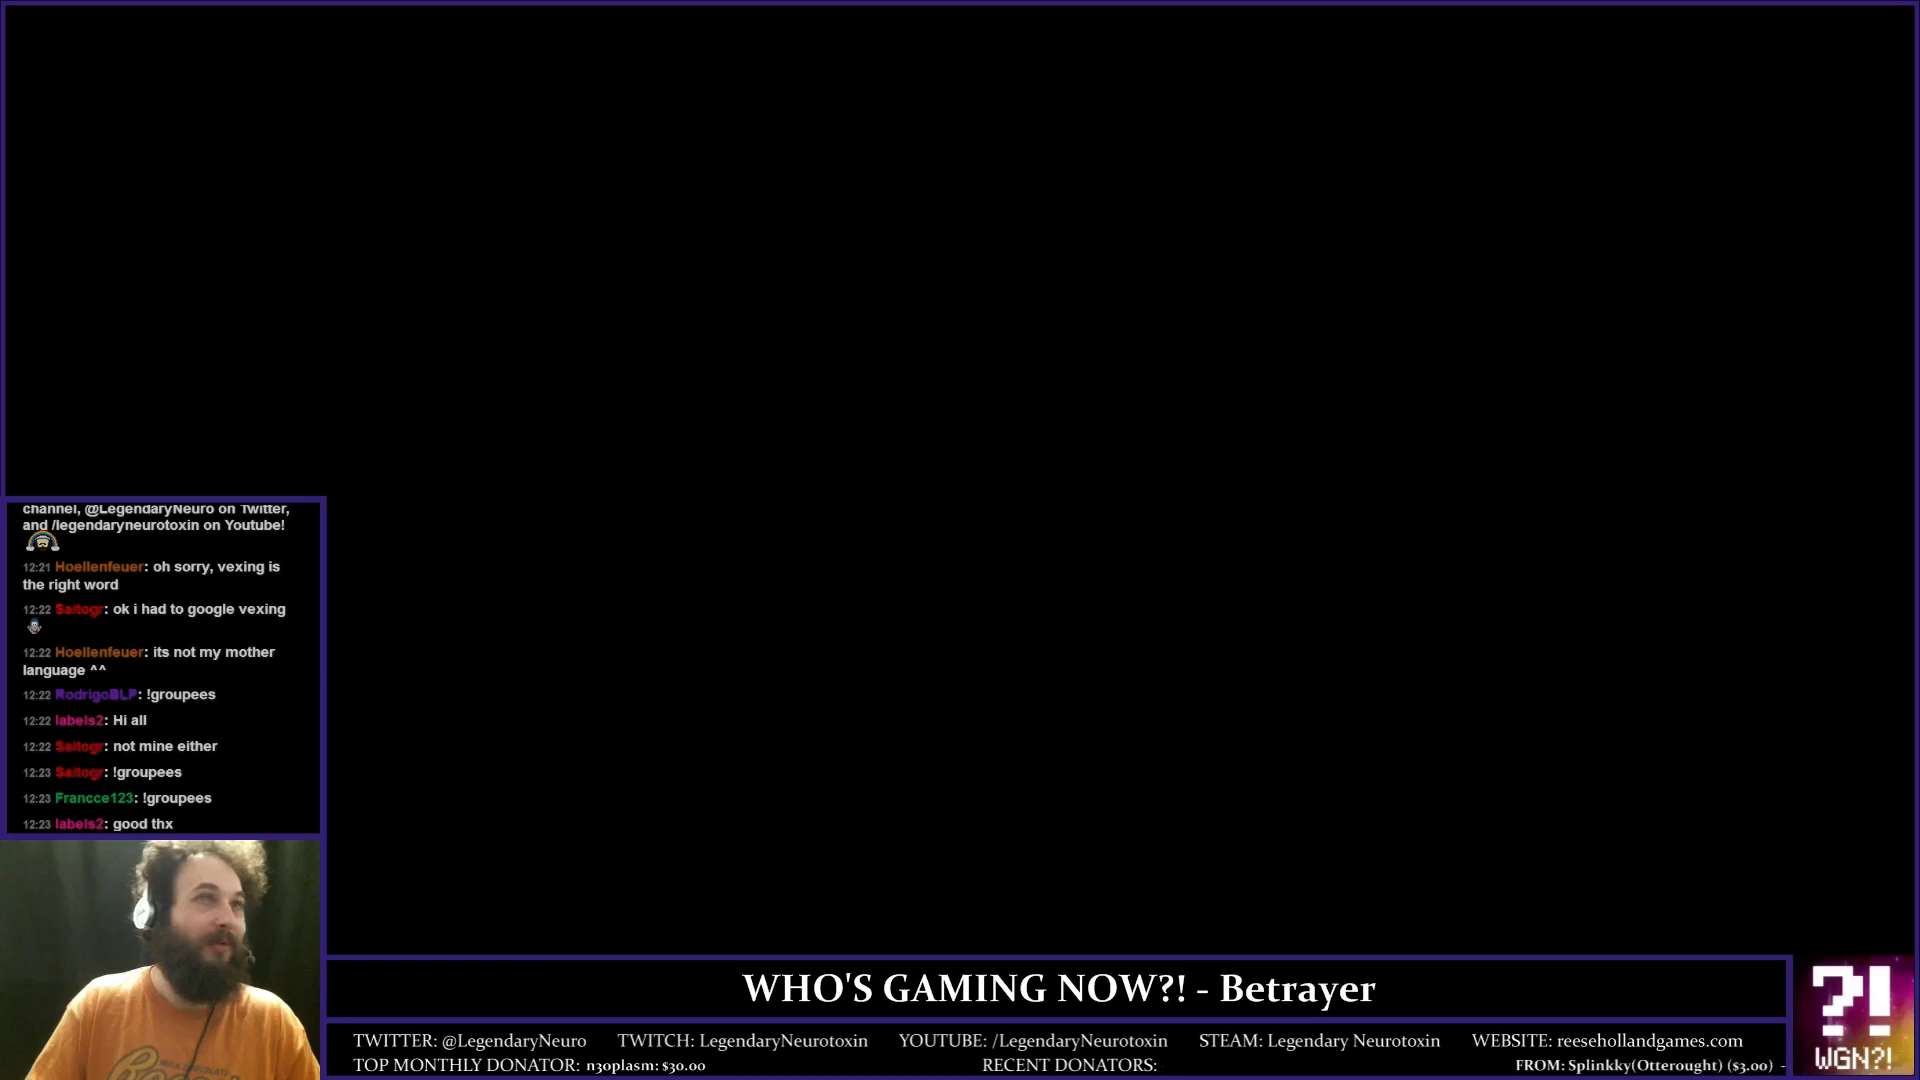 channel, @LegendaryNeuro on Twitter,
and /legendaryneurotoxin on Youtube!
12:21 Hoellenfeuer: oh sorry, vexing is
the right word
12:22 Saitogr: ok i had to google vexing
12:22 Hoellenfeuer: its not my mother
language ^^
12:22 RodrigoBLP: !groupees
12:22 labels2: Hi all
12:22 Saitogr: not mine either
12:23 Saitogr: !groupees
12:23 Francce123: !groupees
12:23 labels2: good thx
WHO'S GAMING NOW?! - Betrayer
TWITTER: @LegendaryNeuro TWITCH: LegendaryNeurotoxin YOUTUBE: /LegendaryNeurotoxin STEAM: Legendary Neurotoxin WEBSITE: reesehollandgames.com
TOP MONTHLY DONATOR: n3oplasm: $30.00 RECENT DONATORS: FROM: Splinkky(Otterought) ($3.00) -
?!
WGN?!